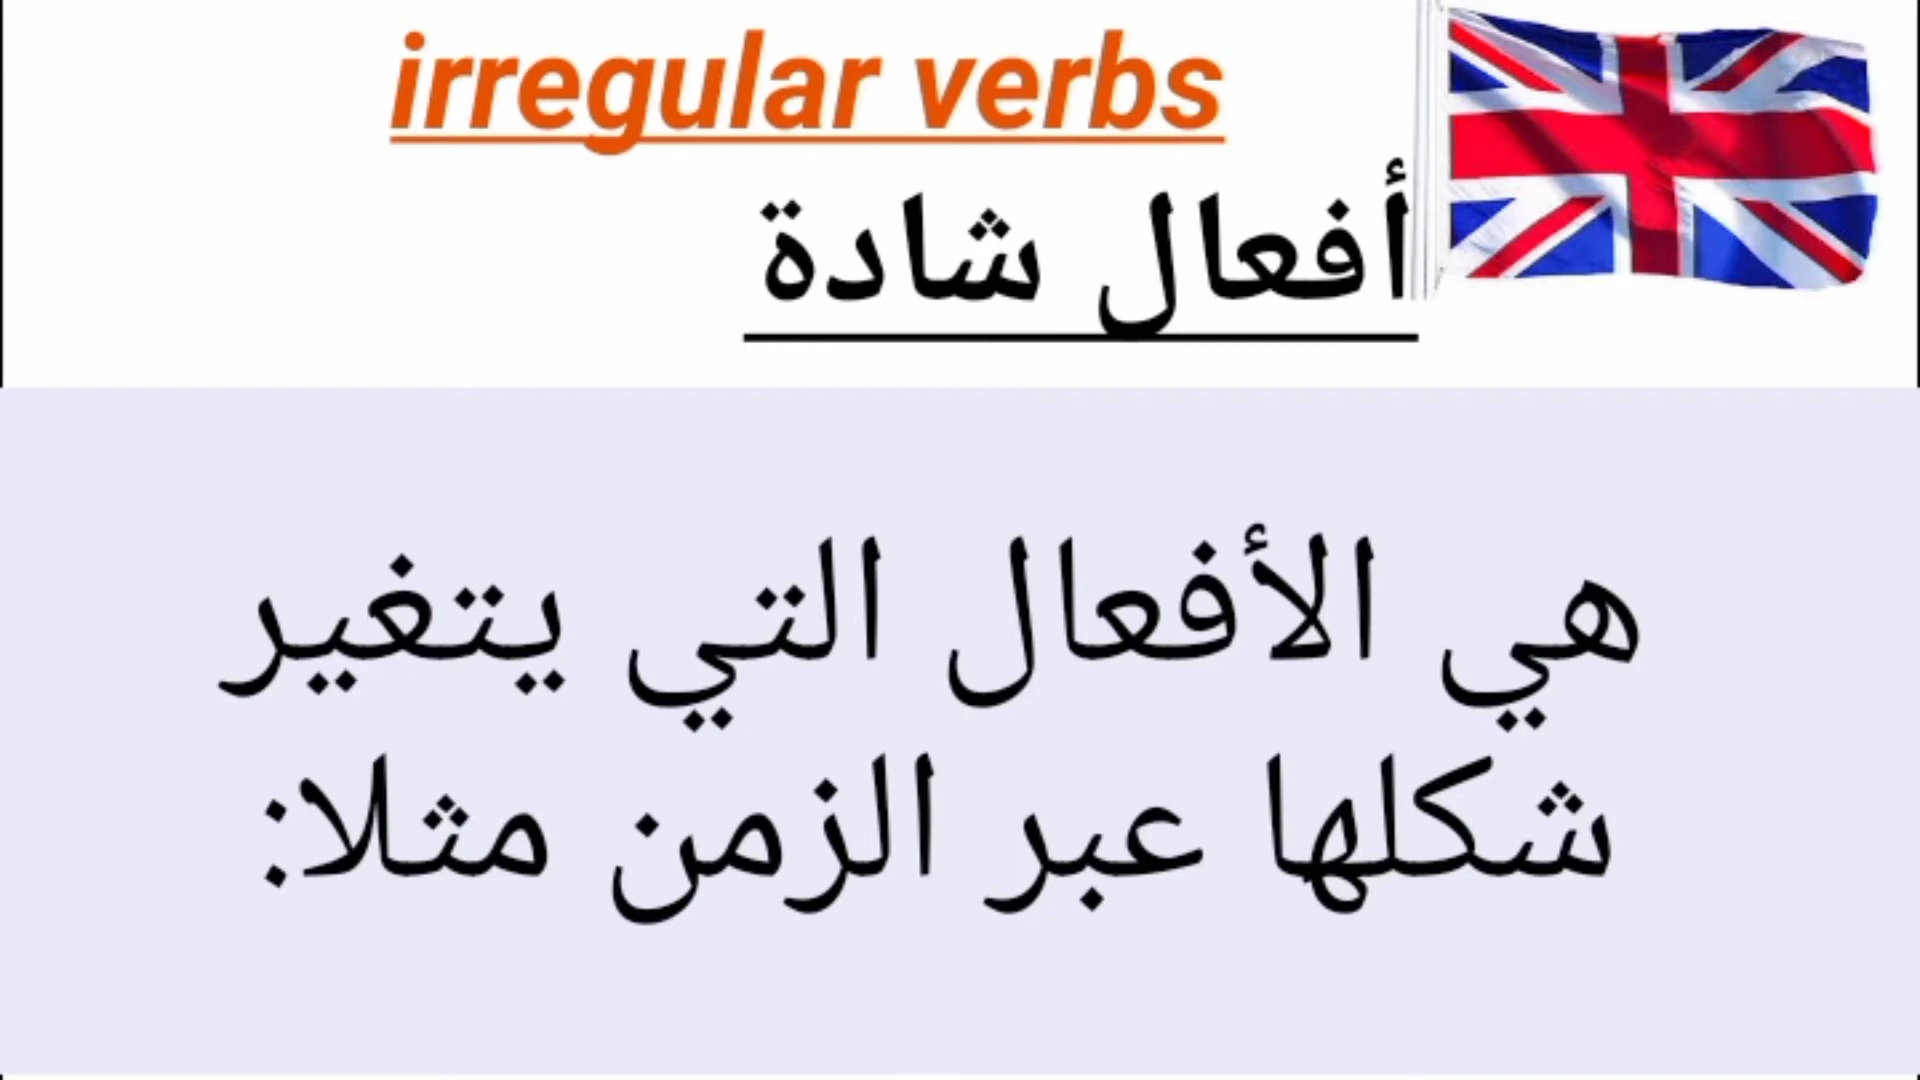 irregular verbs
أفعال شادة
هي الأفعال التي يتغير
شكلها عبر الزمن مثلا: